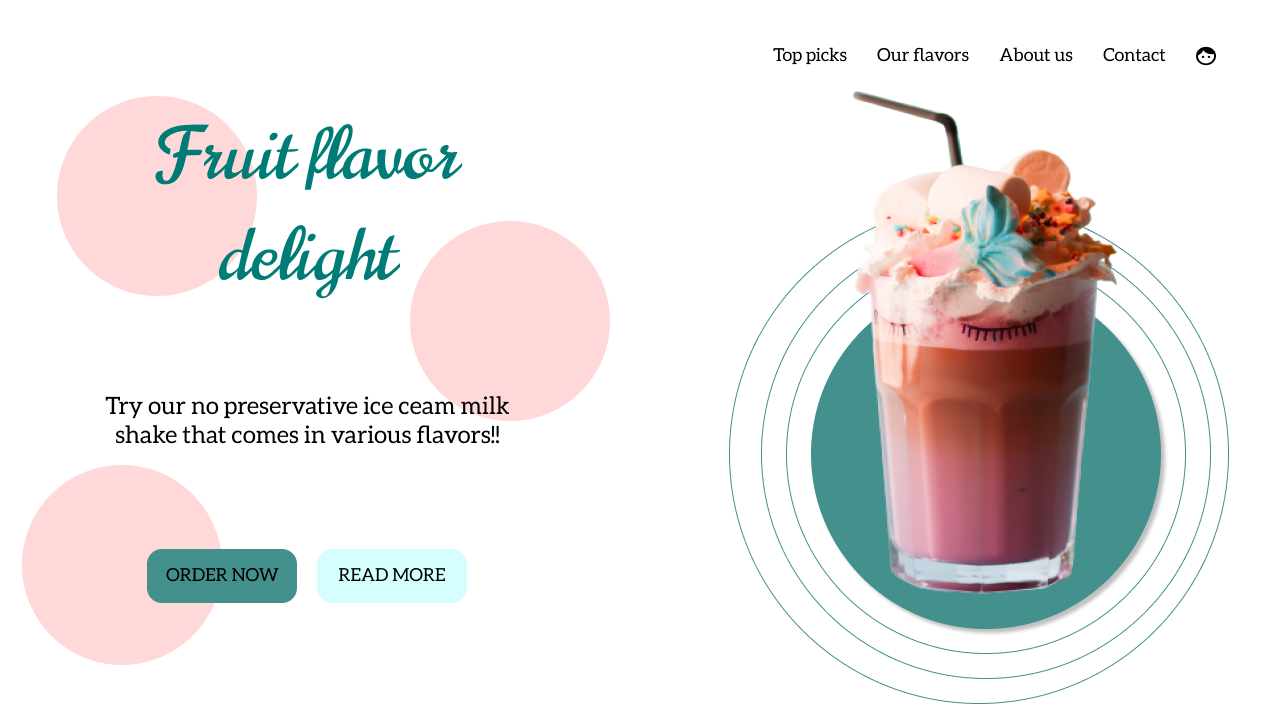 Top picks Our flavors About us Contact
Fruit flavor
delight
Try our no preservative ice ceam milk
shake that comes in various flavors!!
ORDER NOW READ MORE